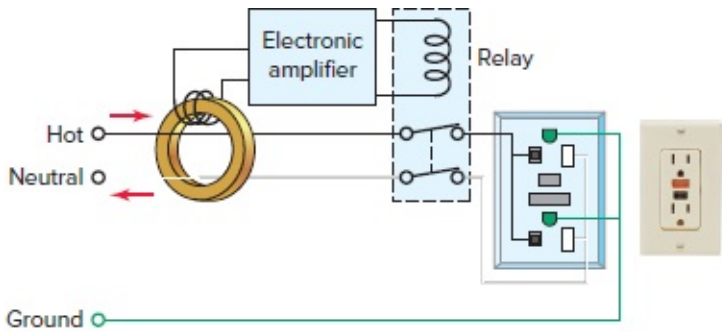 Electronic
amplifier
Relay
Hot
Neutral
Ground